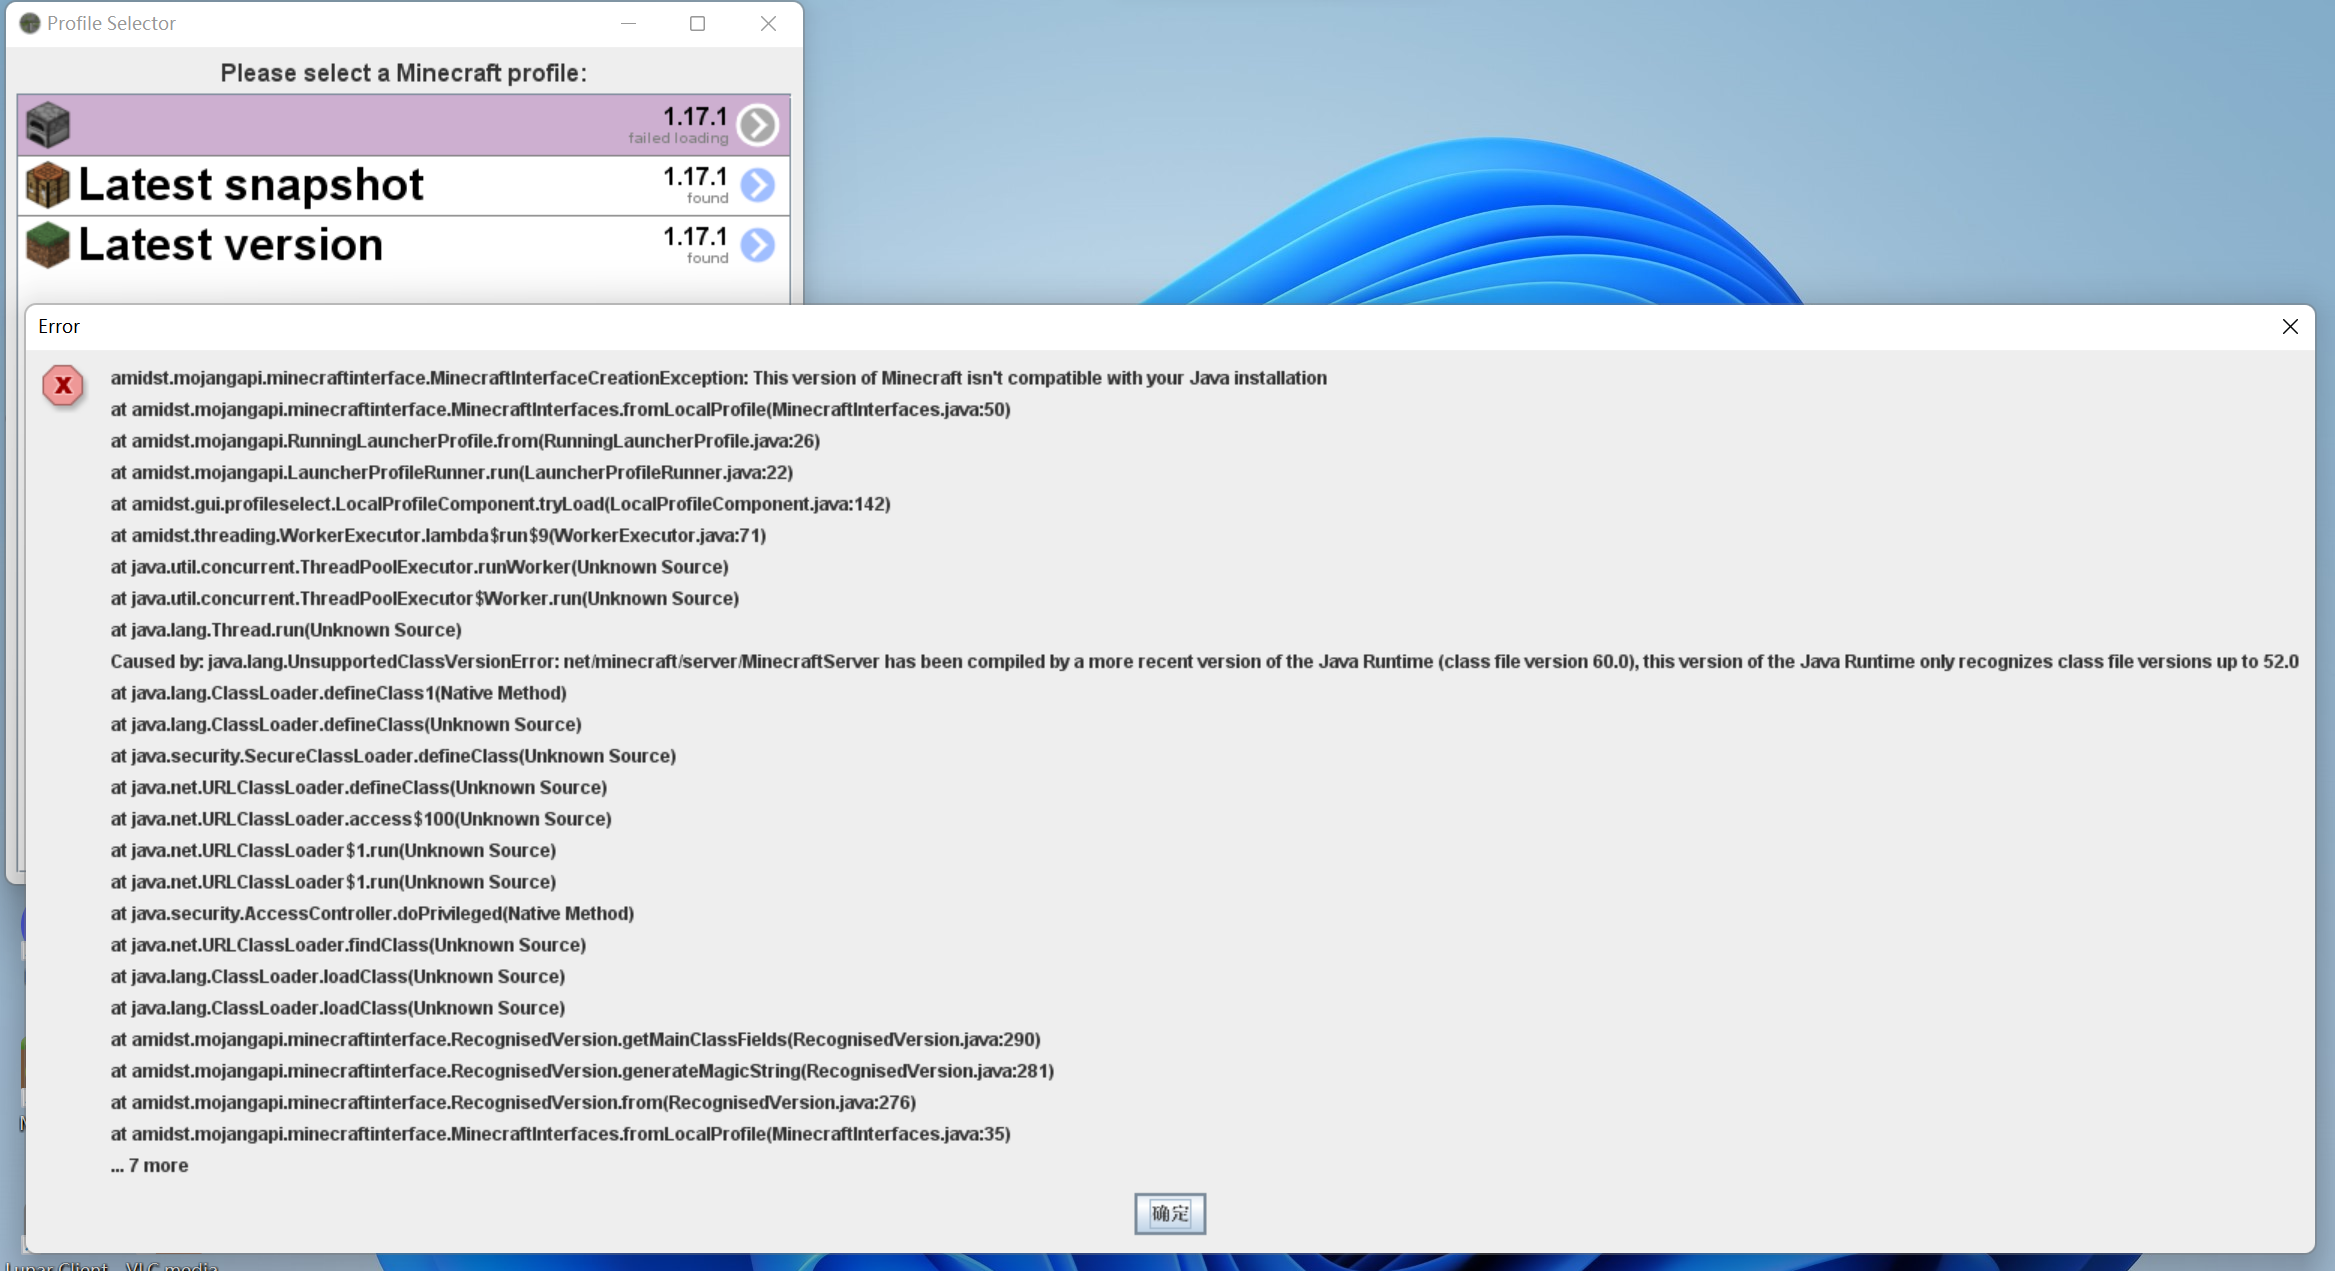 Profile Selector
Please select a Minecraft profile:
1.17.1
failed loading
Latest snapshot
1.17.1
found
Latest version
1.17.1
found
Error
amidst.mojangapi.minecraftinterface.MinecraftInterfaceCreationException: This version of Minecraft isn't compatible with your Java installation
at amidst.mojangapi.minecraftinterface.MinecraftInterfaces.fromLocalProfile(MinecraftInterfaces.java:50)
at amidst.mojangapi.RunningLauncherProfile.from(RunningLauncherProfile.java:26)
at amidst.mojangapi.LauncherProfileRunner.run(LauncherProfileRunner.java:22)
at amidst.gui.profileselect.LocalProfileComponent.tryLoad(LocalProfileComponent.java:142)
at amidst.threading.WorkerExecutor.lambda$run$9(WorkerExecutor.java:71)
at java.util.concurrent.ThreadPoolExecutor.runWorker(Unknown Source)
at java.util.concurrent.ThreadPoolExecutor$Worker.run(Unknown Source)
at java.lang.Thread.run(Unknown Source)
Caused by: java.lang.UnsupportedClassVersionError: net/minecraft/server/MinecraftServer has been compiled by a more recent version of the Java Runtime (class file version 60.0), this version of the Java Runtime only recognizes class file versions up to 52.0
at java.lang.ClassLoader.defineClass1(Native Method)
at java.lang.ClassLoader.defineClass(Unknown Source)
at java.security.SecureClassLoader.defineClass(Unknown Source)
at java.net.URLClassLoader.defineClass(Unknown Source)
at java.net.URLClassLoader.access$100(Unknown Source)
at java.net.URLClassLoader$1.run(Unknown Source)
at java.net.URLClassLoader$1.run(Unknown Source)
at java.security.AccessController.doPrivileged(Native Method)
at java.net.URLClassLoader.findClass(Unknown Source)
at java.lang.ClassLoader.loadClass(Unknown Source)
at java.lang.ClassLoader.loadClass(Unknown Source)
at amidst.mojangapi.minecraftinterface.RecognisedVersion.getMainClassFields(RecognisedVersion.java:290)
at amidst.mojangapi.minecraftinterface.RecognisedVersion.generateMagicString(RecognisedVersion.java:281)
at amidst.mojangapi.minecraftinterface.RecognisedVersion.from(RecognisedVersion.java:276)
at amidst.mojangapi.minecraftinterface.MinecraftInterfaces.fromLocalProfile(MinecraftInterfaces.java:35)
... 7 more
确定
Lunar Client VLC media